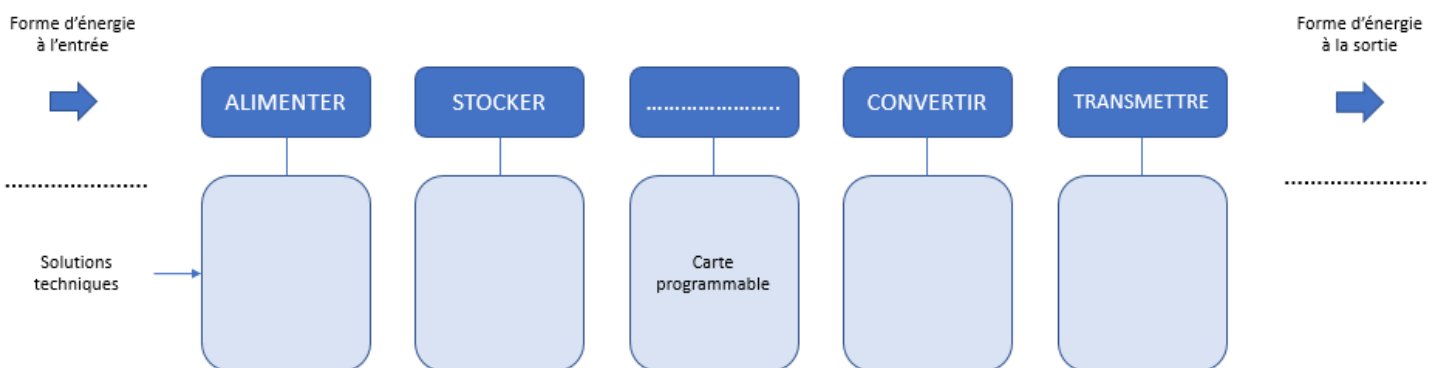 Forme d’énergie
à l’entrée
Forme d’énergie
à la sortie
ALIMENTER
STOCKER
…………………..
CONVERTIR
TRANSMETTRE
…………………….
…………………….
Solutions
techniques
Carte
programmable